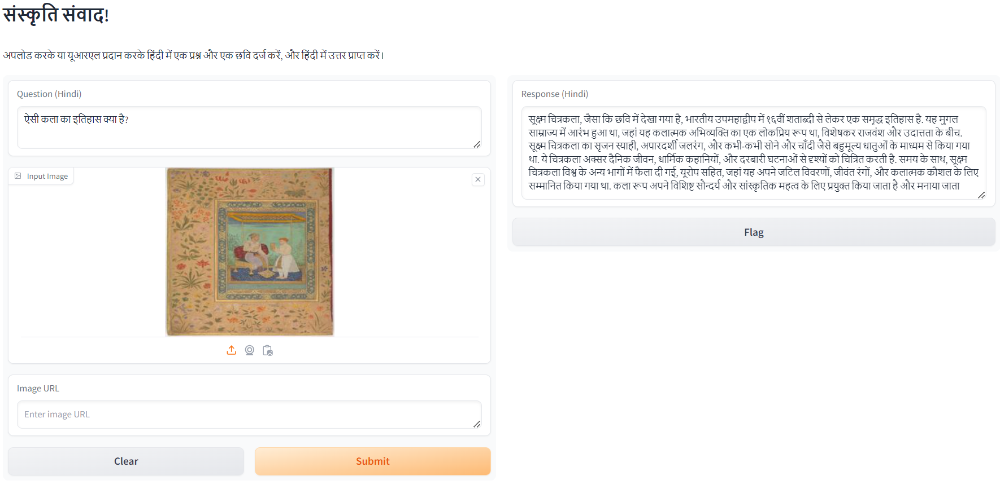 संस्कृति संवाद!
अपलोड करके या यूआरएल प्रदान करके हिंदी में एक प्रश्न और एक छवि दर्ज करें, और हिंदी में उत्तर प्राप्त करें।
Question (Hindi)
ऐसी कला का इतिहास क्या है?
Input Image
Image URL
Enter image URL
Clear
Submit
Response (Hindi)
सूक्ष्म चित्रकला, जैसा कि छवि में देखा गया है, भारतीय उपमहाद्वीप में १६वीं शताब्दी से लेकर एक समृद्ध इतिहास है. यह मुगल
साम्राज्य में आरंभ हुआ था, जहां यह कलात्मक अभिव्यक्ति का एक लोकप्रिय रूप था, विशेषकर राजवंश और उदात्तता के बीच.
सूक्ष्म चित्रकला का सृजन स्याही, अपारदर्शी जलरंग, और कभी-कभी सोने और चाँदी जैसे बहुमूल्य धातुओं के माध्यम से किया गया
था. ये चित्रकला अक्सर दैनिक जीवन, धार्मिक कहानियों, और दरबारी घटनाओं से दृश्यों को चित्रित करती है. समय के साथ, सूक्ष्म
चित्रकला विश्व के अन्य भागों में फैला दी गई, यूरोप सहित, जहां यह अपने जटिल विवरणों, जीवंत रंगों, और कलात्मक कौशल के लिए
सम्मानित किया गया था. कला रूप अपने विशिष्ट सौन्दर्य और सांस्कृतिक महत्व के लिए प्रयुक्त किया जाता है और मनाया जाता
Flag